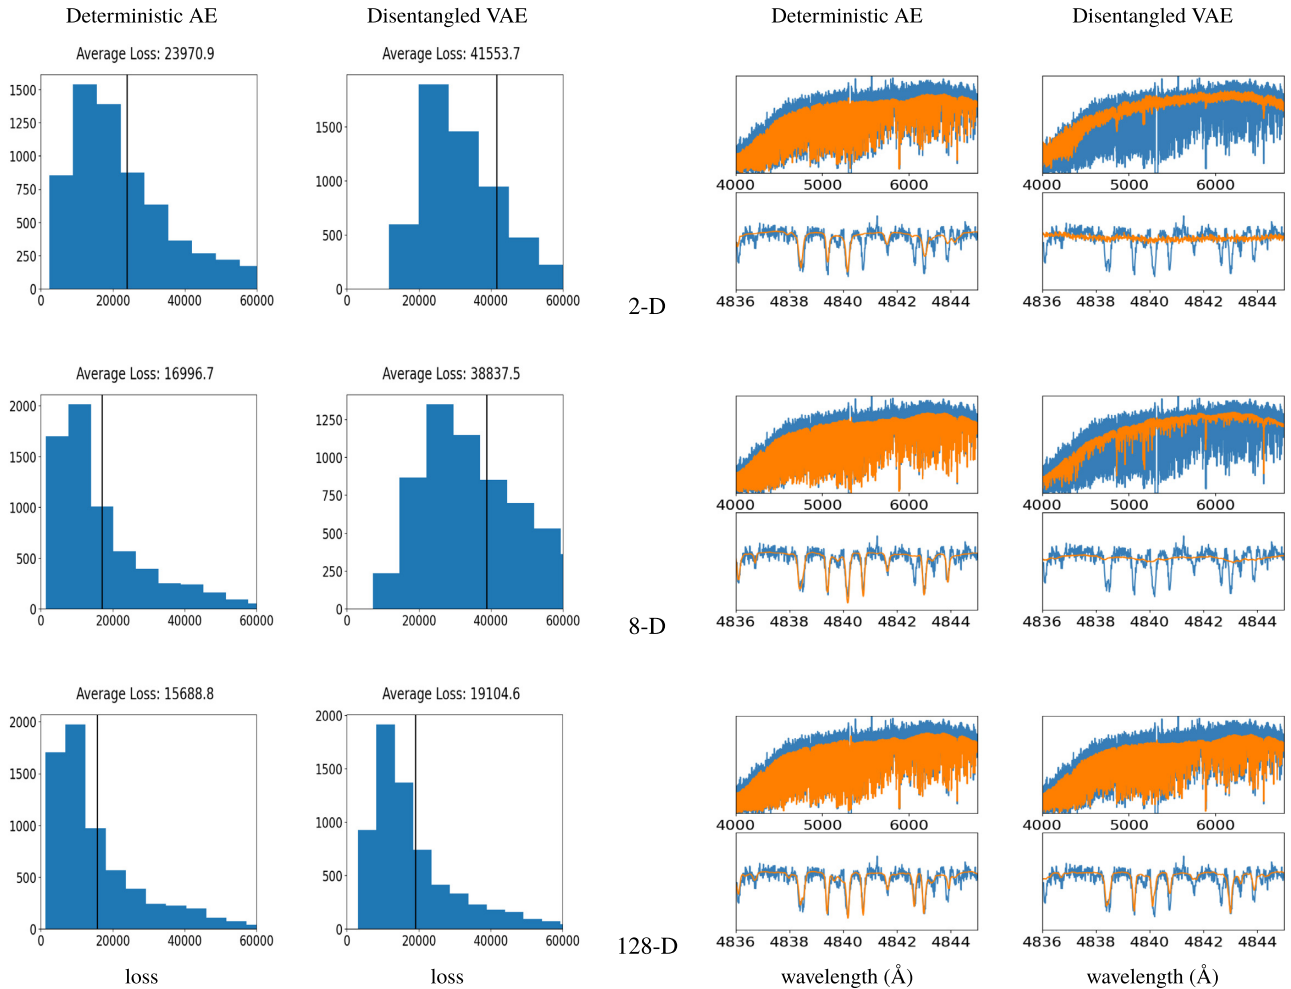 Deterministic AE Disentangled VAE Deterministic AE Disentangled VAE
Average Loss: 23970.9 Average Loss: 41553.7
1500
1250
1000
750
500
250
0
0 20000 40000 60000
1500
1000
500
0
0 20000 40000 60000
2-D
4000 5000 6000
4836 4838 4840 4842 4844
4000 5000 6000
4836 4838 4840 4842 4844
Average Loss: 16996.7 Average Loss: 38837.5
2000
1500
1000
500
0
0 20000 40000 60000
1250
1000
750
500
250
0
0 20000 40000 60000
8-D
4000 5000 6000
4836 4838 4840 4842 4844
4000 5000 6000
4836 4838 4840 4842 4844
Average Loss: 15688.8 Average Loss: 19104.6
2000
1500
1000
500
0
0 20000 40000 60000
2000
1500
1000
500
0
0 20000 40000 60000
128-D
4000 5000 6000
4836 4838 4840 4842 4844
4000 5000 6000
4836 4838 4840 4842 4844
loss loss wavelength (Å) wavelength (Å)